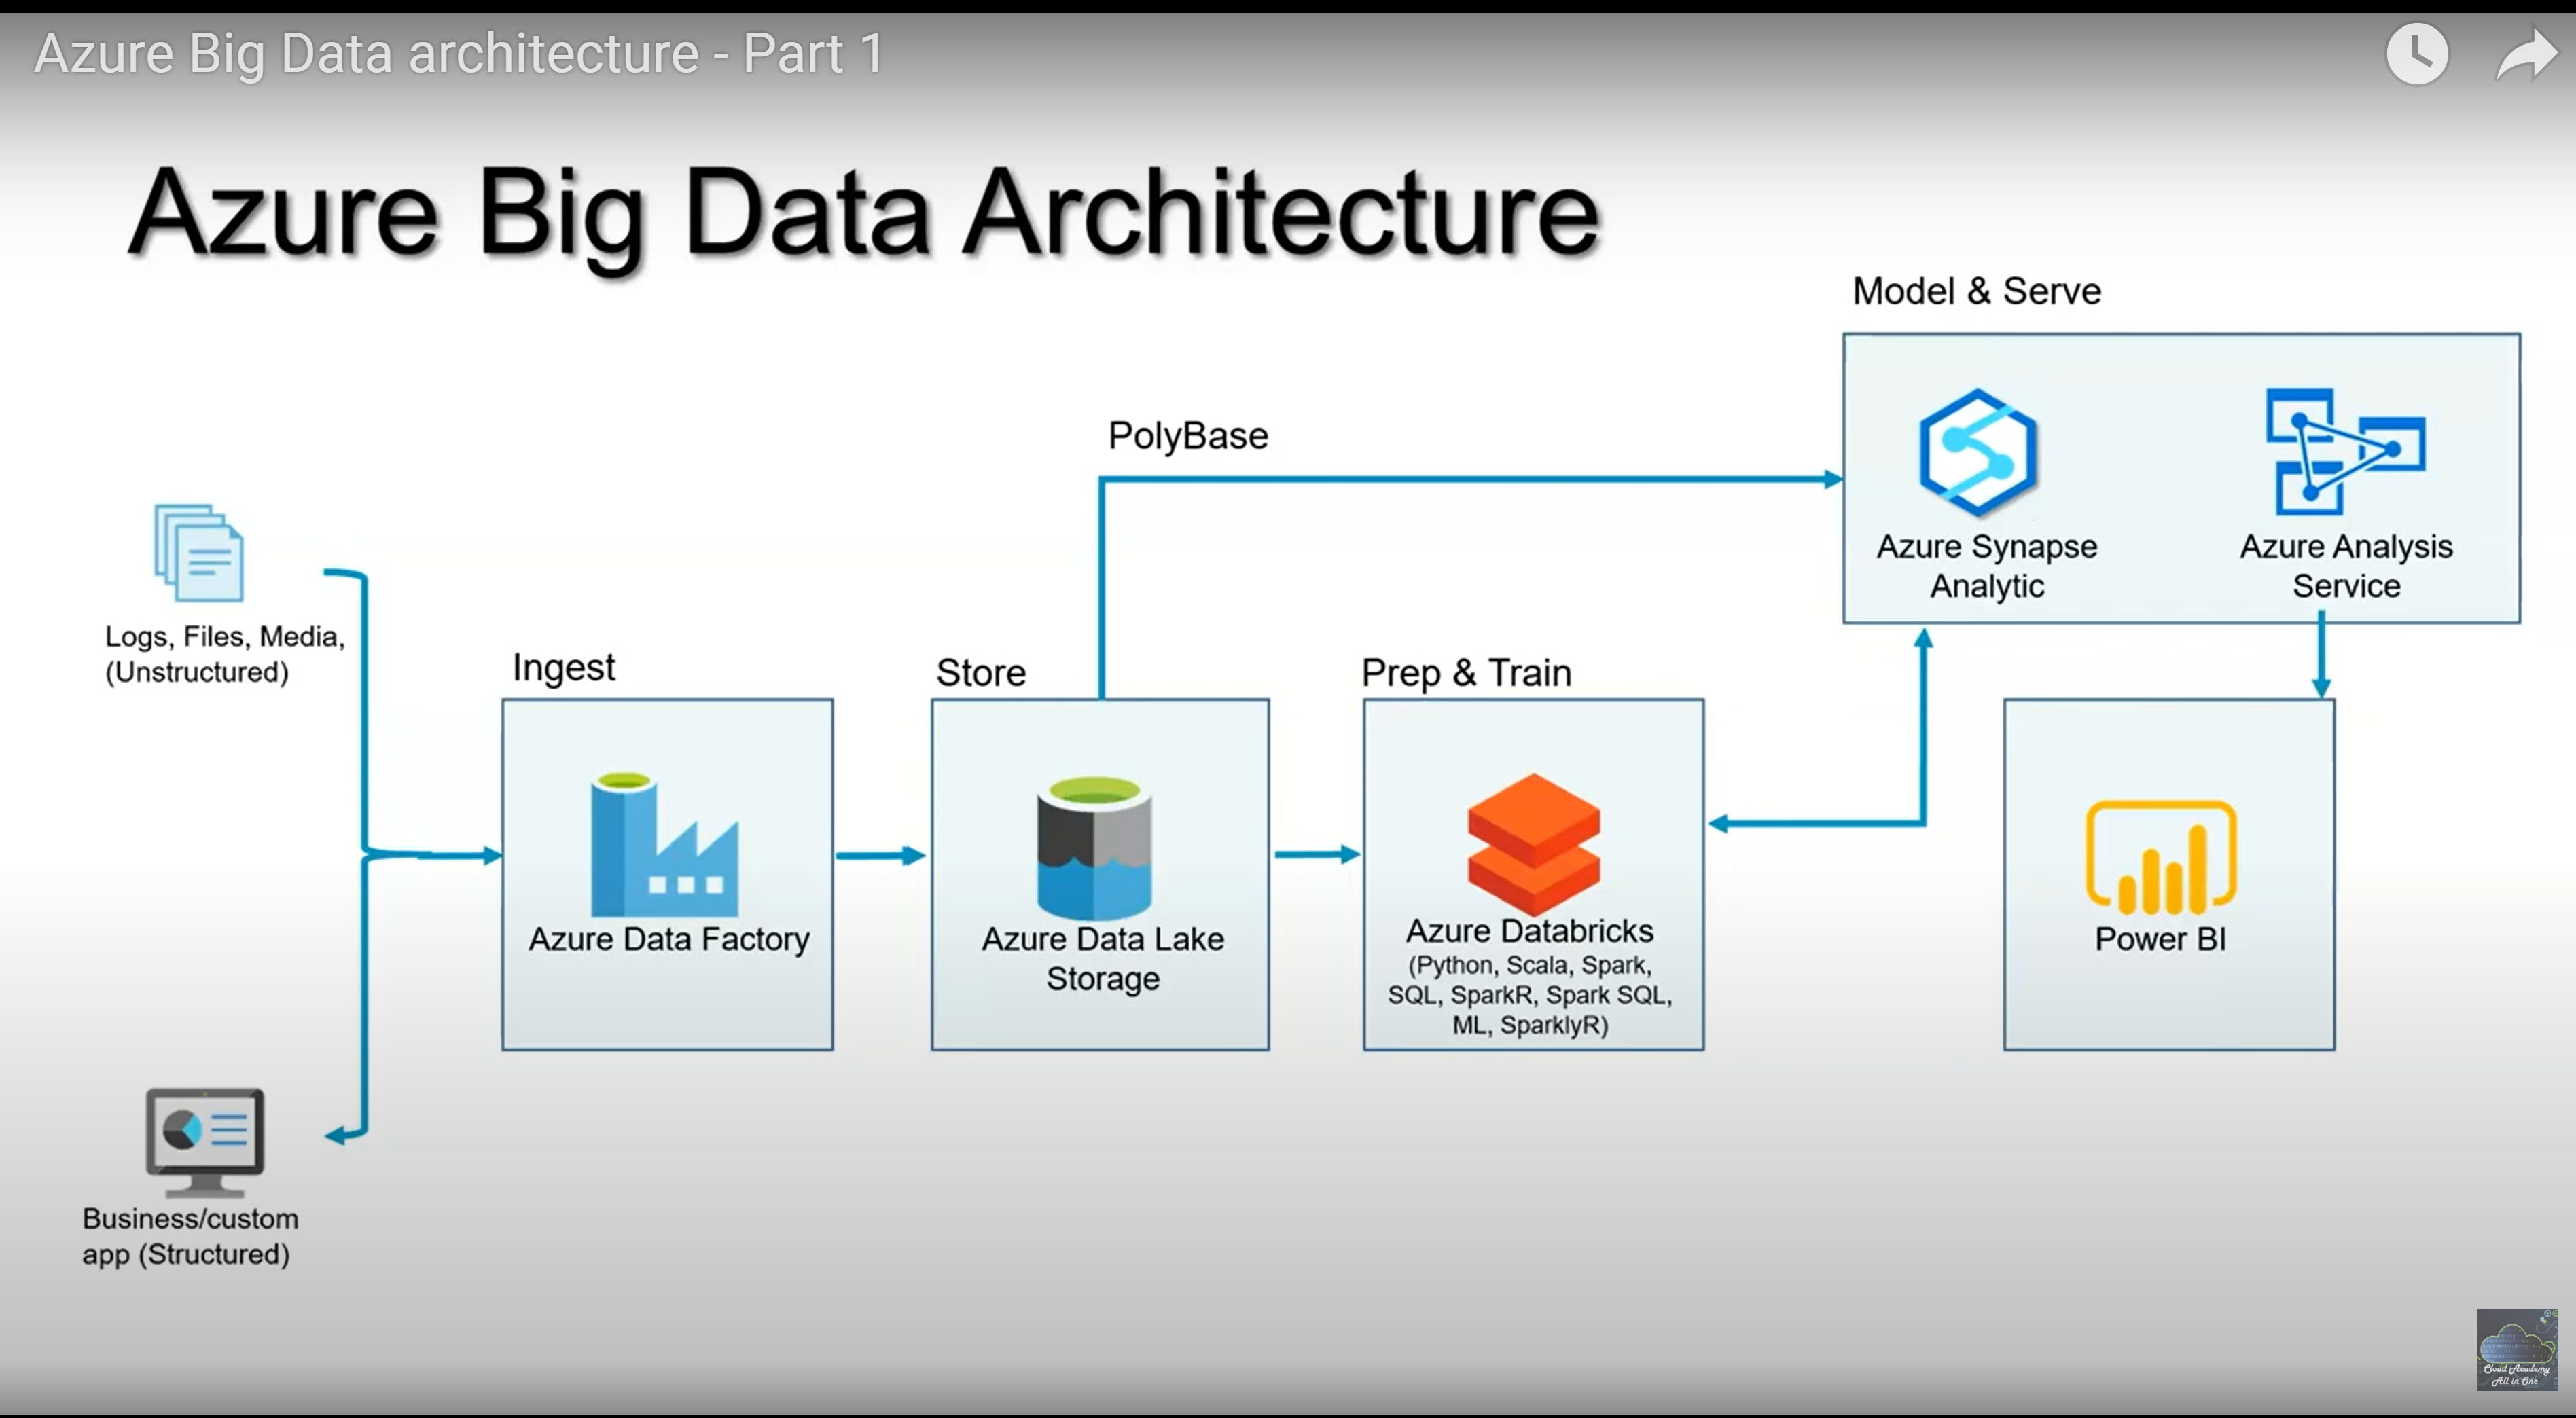 Azure Big Data architecture - Part 1
Azure Big Data Architecture
Model & Serve
PolyBase
Azure Synapse
Analytic
Azure Analysis
Service
Logs, Files, Media,
(Unstructured)
Ingest
Store
Prep & Train
Azure Data Factory
Azure Data Lake
Storage
Azure Databricks
(Python, Scala, Spark,
SQL, SparkR, Spark SQL,
ML, SparklyR)
Power BI
Business/custom
app (Structured)
Cloud Academy
All in One